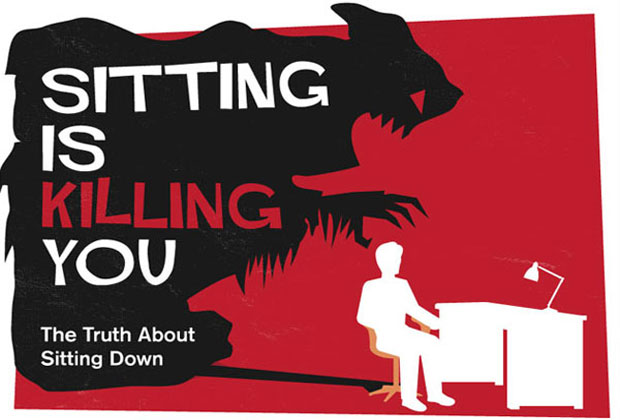 SITTING
IS
KILLING
YOU
The Truth About
Sitting Down